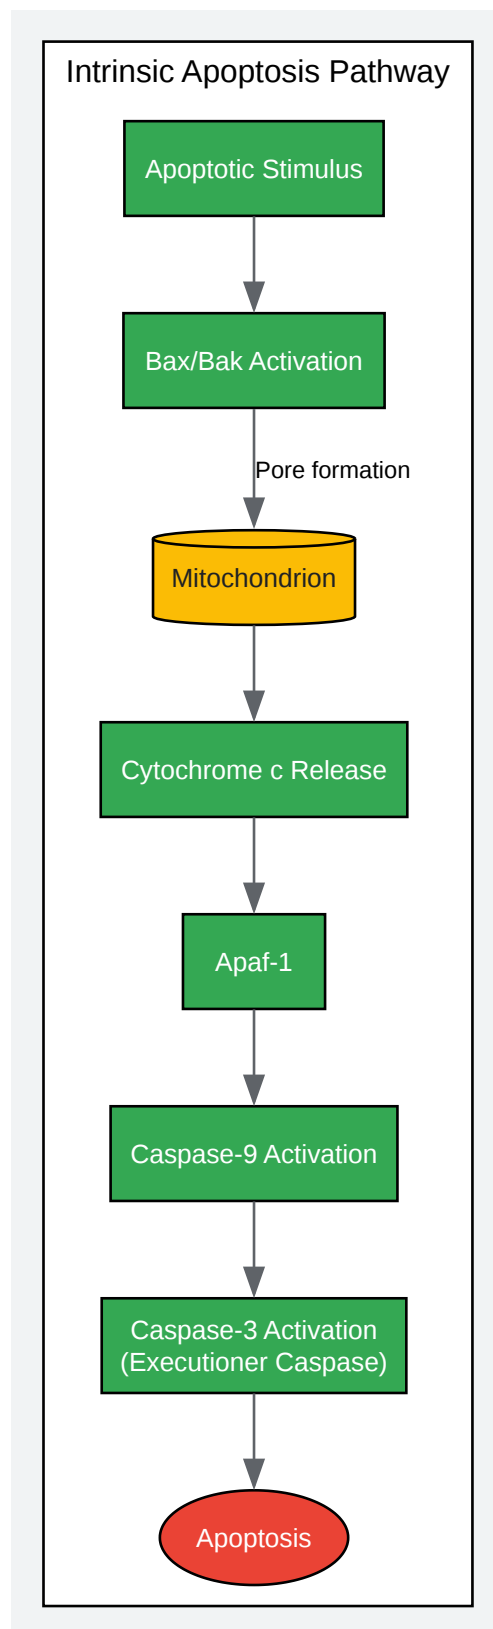 Intrinsic Apoptosis Pathway
Apoptotic Stimulus
Bax/Bak Activation
Pore formation
Mitochondrion
Cytochrome c Release
Apaf-1
Caspase-9 Activation
Caspase-3 Activation
(Executioner Caspase)
Apoptosis